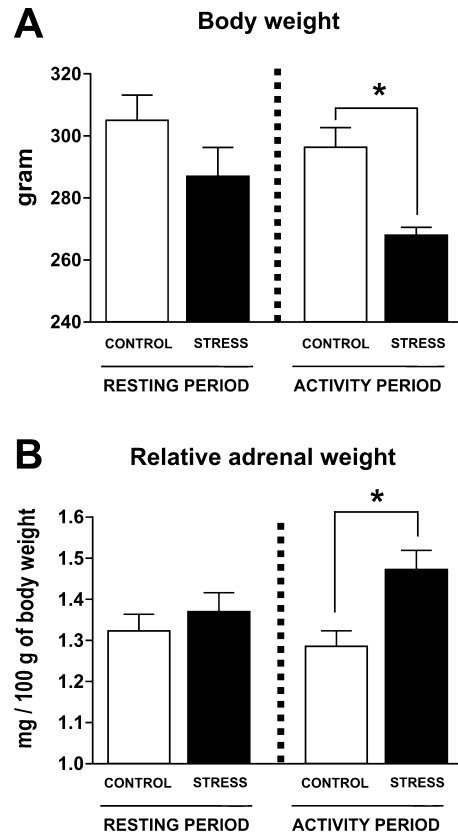 A
Body weight
gram
320
300
280
260
240
*
CONTROL STRESS CONTROL STRESS
RESTING PERIOD ACTIVITY PERIOD
B
Relative adrenal weight
mg / 100 g of body weight
1.6
1.5
1.4
1.3
1.2
1.1
1.0
*
CONTROL STRESS CONTROL STRESS
RESTING PERIOD ACTIVITY PERIOD